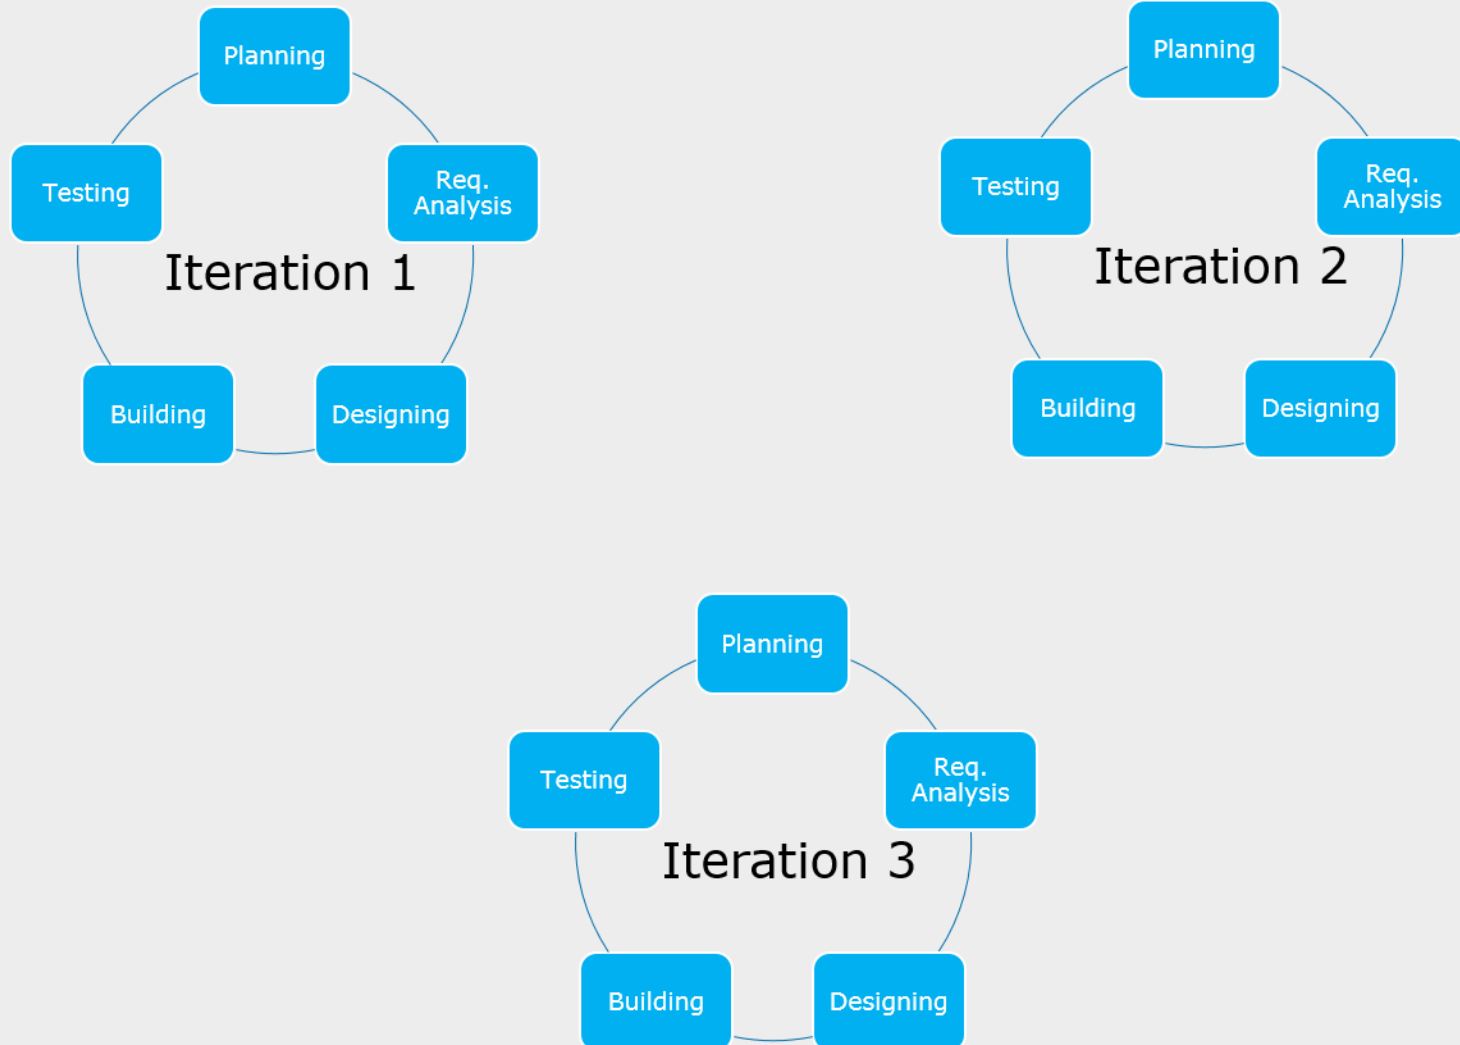 Planning
Testing
Req.
Analysis
Iteration 1
Building
Designing
Planning
Testing
Req.
Analysis
Iteration 2
Building
Designing
Planning
Testing
Req.
Analysis
Iteration 3
Building
Designing